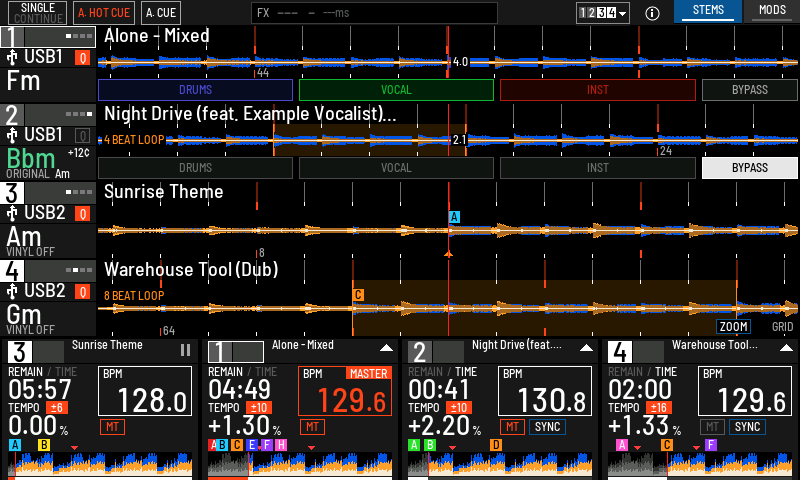 SINGLE
CONTINUE
A. HOT CUE
A. CUE
FX --- - ---ms
1 2 3 4
STEMS
MODS
1
USB1
0
Fm
Alone - Mixed
4.0
44
DRUMS
VOCAL
INST
BYPASS
2
USB1
0
Bbm
+12¢
ORIGINAL Am
Night Drive (feat. Example Vocalist)...
4 BEAT LOOP
2.1
24
DRUMS
VOCAL
INST
BYPASS
3
USB2
0
Am
VINYL OFF
Sunrise Theme
A
8
4
USB2
0
Gm
VINYL OFF
Warehouse Tool (Dub)
8 BEAT LOOP
C
64
ZOOM
GRID
3
Sunrise Theme
REMAIN / TIME
05:57
TEMPO ±6
0.00%
BPM
128.0
MT
A B
1
Alone - Mixed
REMAIN / TIME
04:49
TEMPO ±10
+1.30%
BPM
MASTER
129.6
MT
A B C E F H
2
Night Drive (feat....
REMAIN / TIME
00:41
TEMPO ±10
+2.20%
BPM
130.8
MT
SYNC
A B D
4
Warehouse Tool...
REMAIN / TIME
02:00
TEMPO ±16
+1.33%
BPM
129.6
MT
SYNC
A C F